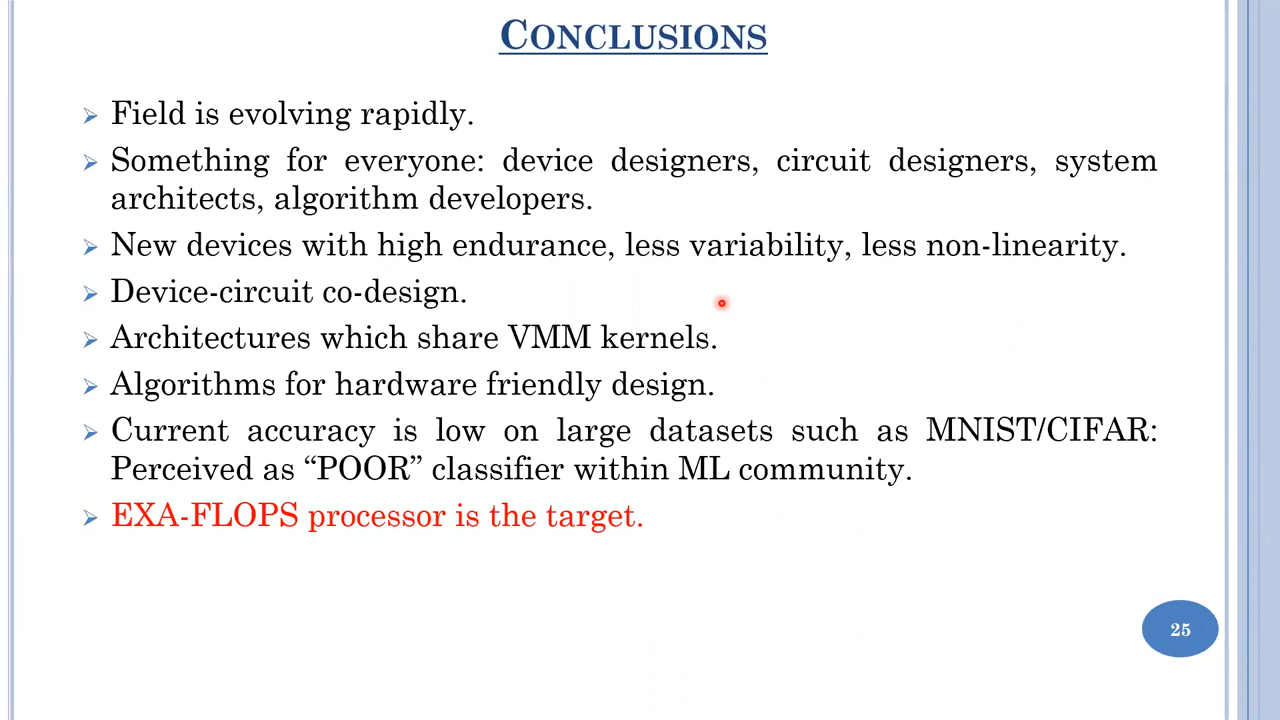 CONCLUSIONS
Field is evolving rapidly.
Something for everyone: device designers, circuit designers, system
architects, algorithm developers.
New devices with high endurance, less variability, less non-linearity.
Device-circuit co-design.
Architectures which share VMM kernels.
Algorithms for hardware friendly design.
Current accuracy is low on large datasets such as MNIST/CIFAR:
Perceived as “POOR” classifier within ML community.
EXA-FLOPS processor is the target.
25